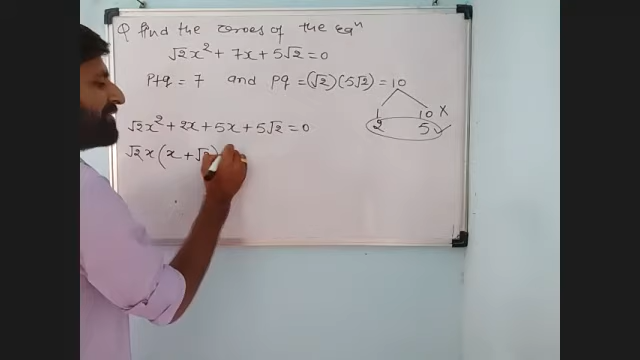 Q find the zeroes of the eqⁿ
√2x² + 7x + 5√2 = 0
p+q = 7 and pq = (√2)(5√2) = 10
1 10 x
2 5 ✓
√2x² + 2x + 5x + 5√2 = 0
√2x(x + √2)